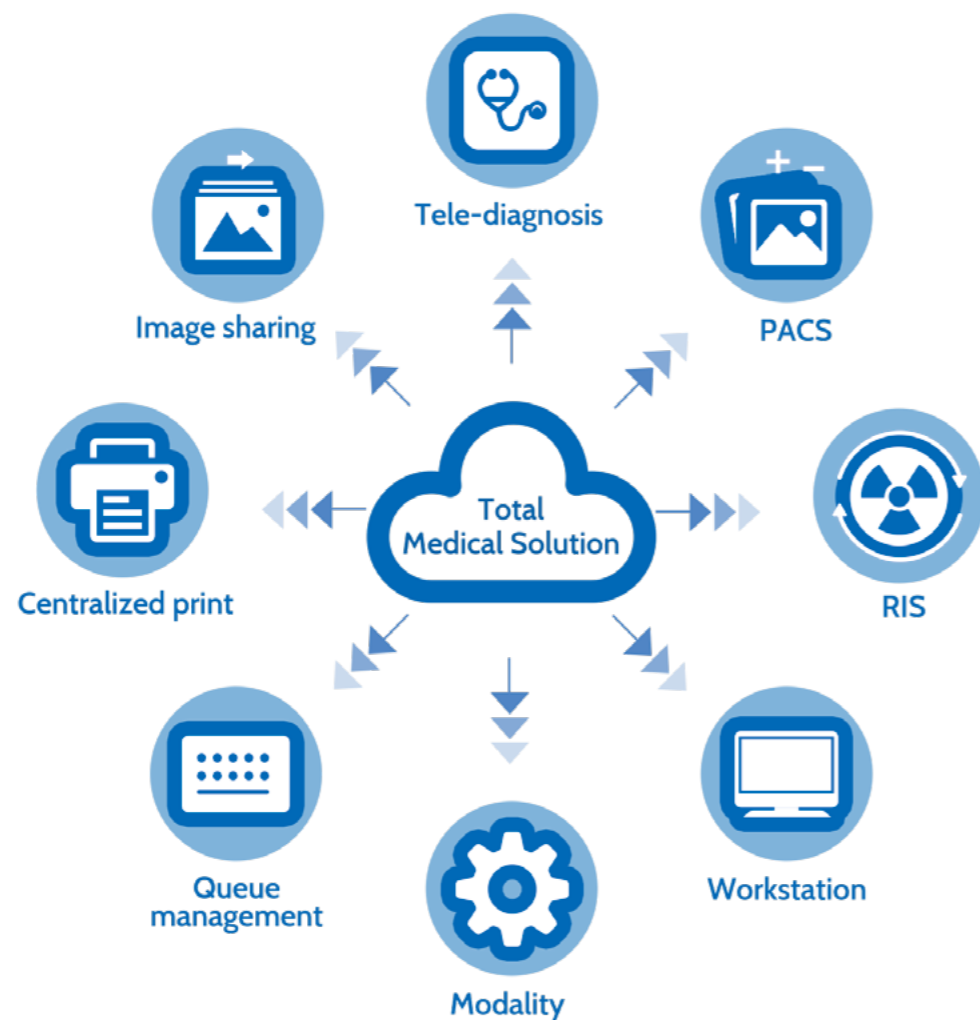 Tele-diagnosis
Image sharing
PACS
Total
Medical Solution
Centralized print
RIS
Queue
management
Workstation
Modality